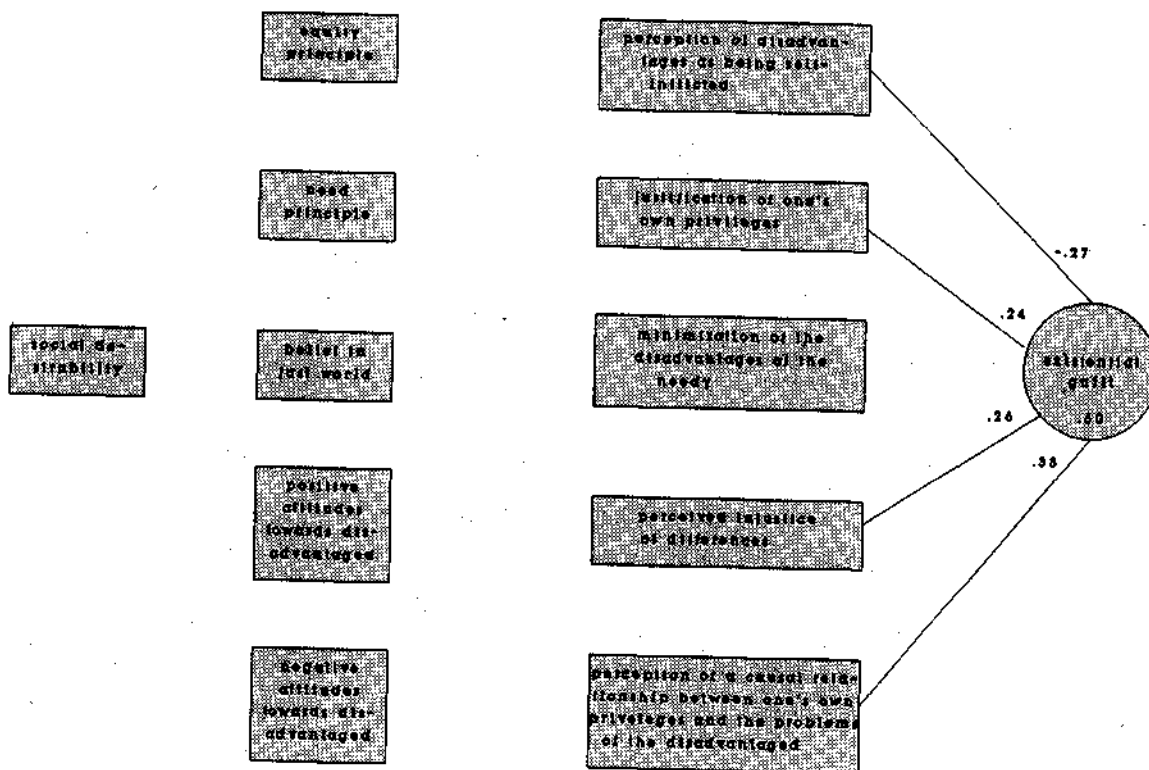 equity
principle
perception of disadvan-
tages as being self-
inflicted
need
principle
justification of one's
own privileges
-.27
.24
social de-
sirability
belief in
just world
minimization of the
disadvantages of the
needy
existential
guilt
.60
.26
.33
positive
attitudes
towards dis-
advantaged
perceived injustice
of differences
negative
attitudes
towards dis-
advantaged
perception of a causal rela-
tionship between one's own
priveleges and the problems
of the disadvantaged